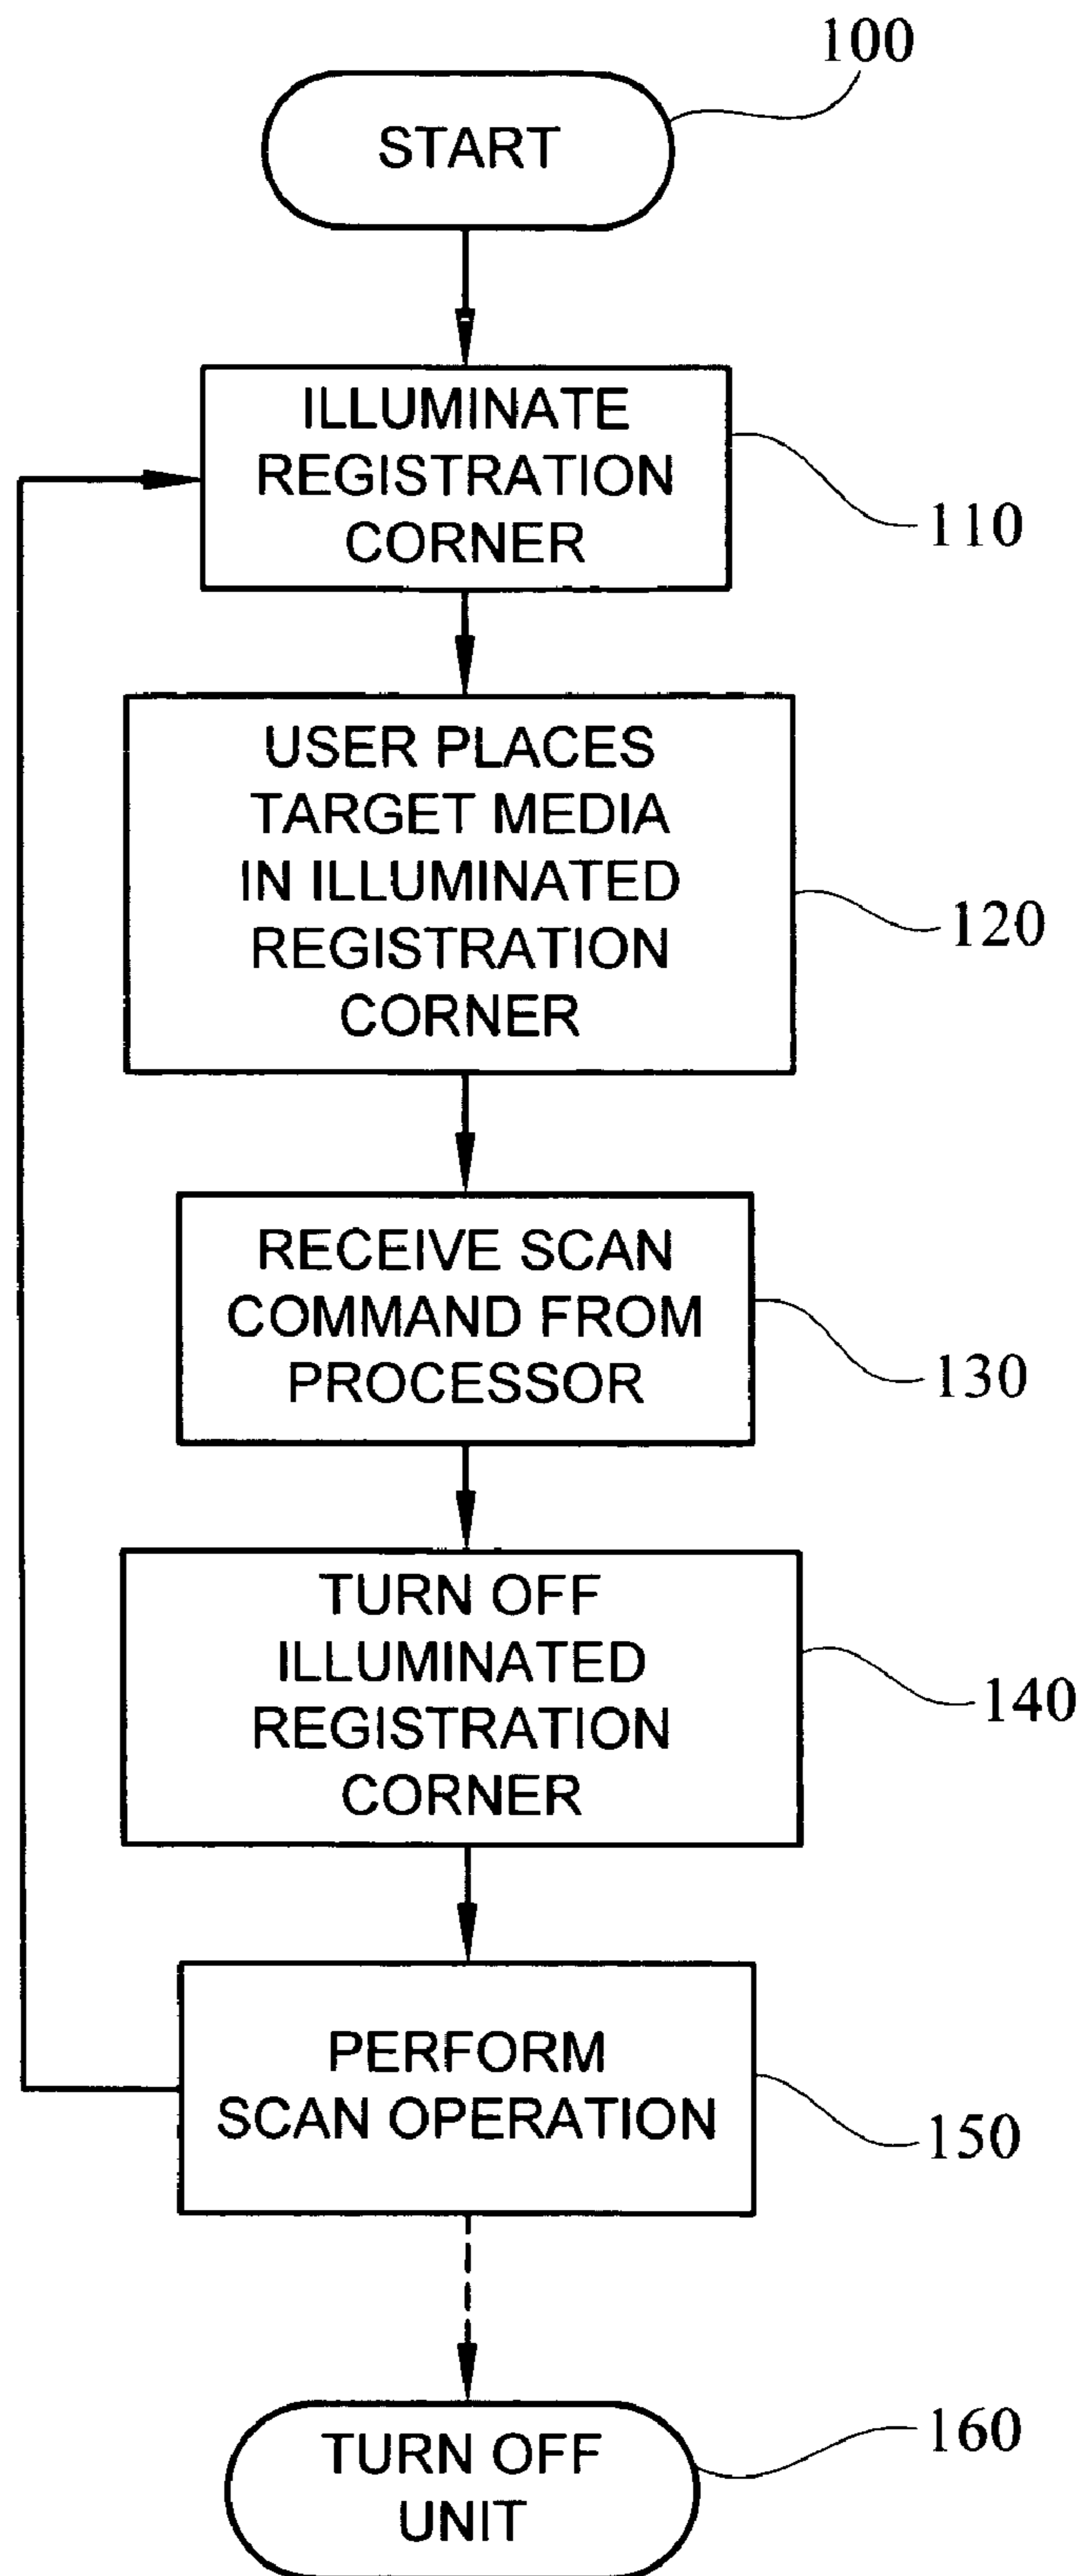 100
START
ILLUMINATE
REGISTRATION
CORNER
110
USER PLACES
TARGET MEDIA
IN ILLUMINATED
REGISTRATION
CORNER
120
RECEIVE SCAN
COMMAND FROM
PROCESSOR
130
TURN OFF
ILLUMINATED
REGISTRATION
CORNER
140
PERFORM
SCAN OPERATION
150
TURN OFF
UNIT
160